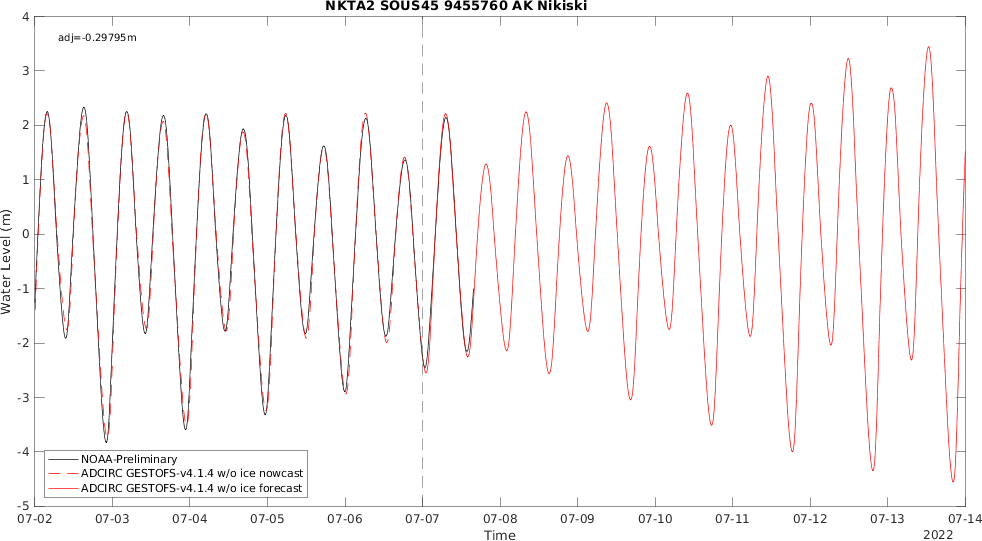 NKTA2 SOUS45 9455760 AK Nikiski
adj=-0.29795m
4
3
2
1
0
-1
-2
-3
-4
-5
Water Level (m)
NOAA-Preliminary
ADCIRC GESTOFS-v4.1.4 w/o ice nowcast
ADCIRC GESTOFS-v4.1.4 w/o ice forecast
07-02 07-03 07-04 07-05 07-06 07-07 07-08 07-09 07-10 07-11 07-12 07-13 07-14
Time
2022